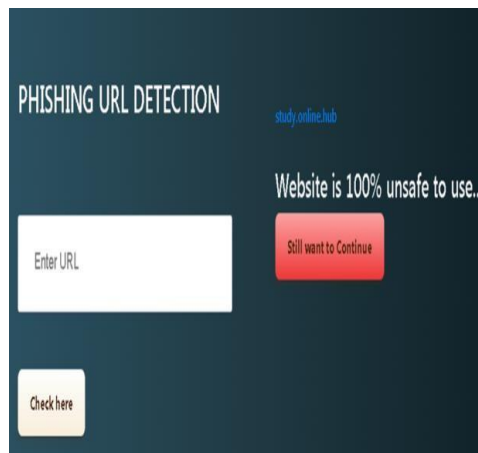 PHISHING URL DETECTION
Enter URL
Check here
study.online.hub
Website is 100% unsafe to use..
Still want to Continue